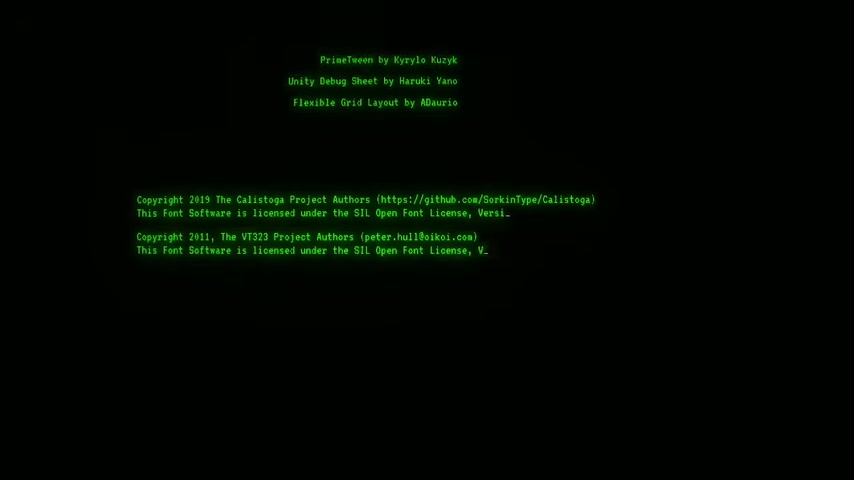 PrimeTween by Kyrylo Kuzyk
Unity Debug Sheet by Haruki Yano
Flexible Grid Layout by ADaurio
Copyright 2019 The Calistoga Project Authors (https://github.com/SorkinType/Calistoga)
This Font Software is licensed under the SIL Open Font License, Versi_
Copyright 2011, The VT323 Project Authors (peter.hull@oikoi.com)
This Font Software is licensed under the SIL Open Font License, V_